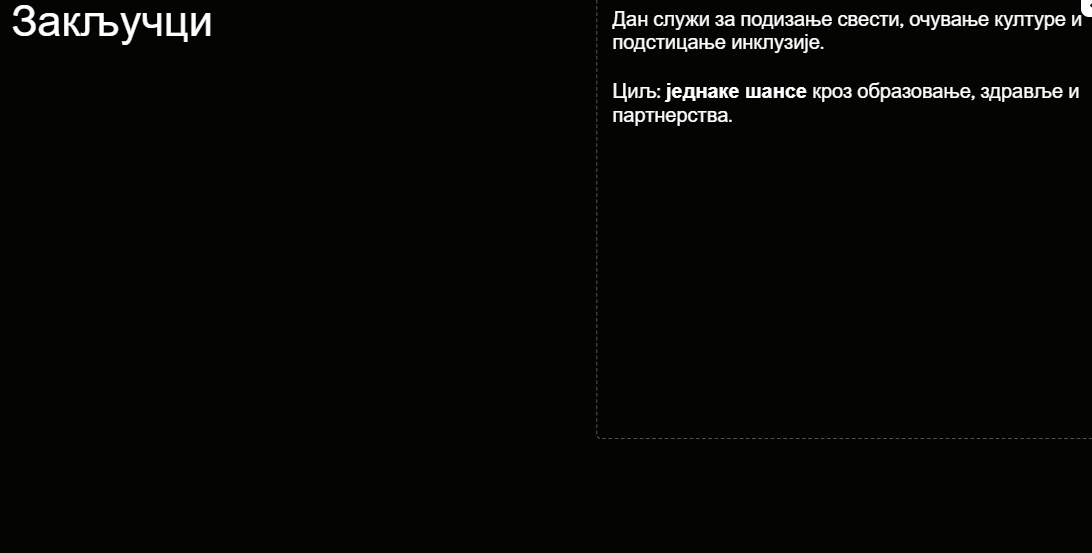 Закључци
Дан служи за подизање свести, очување културе и
подстицање инклузије.
Циљ: једнаке шансе кроз образовање, здравље и
партнерства.